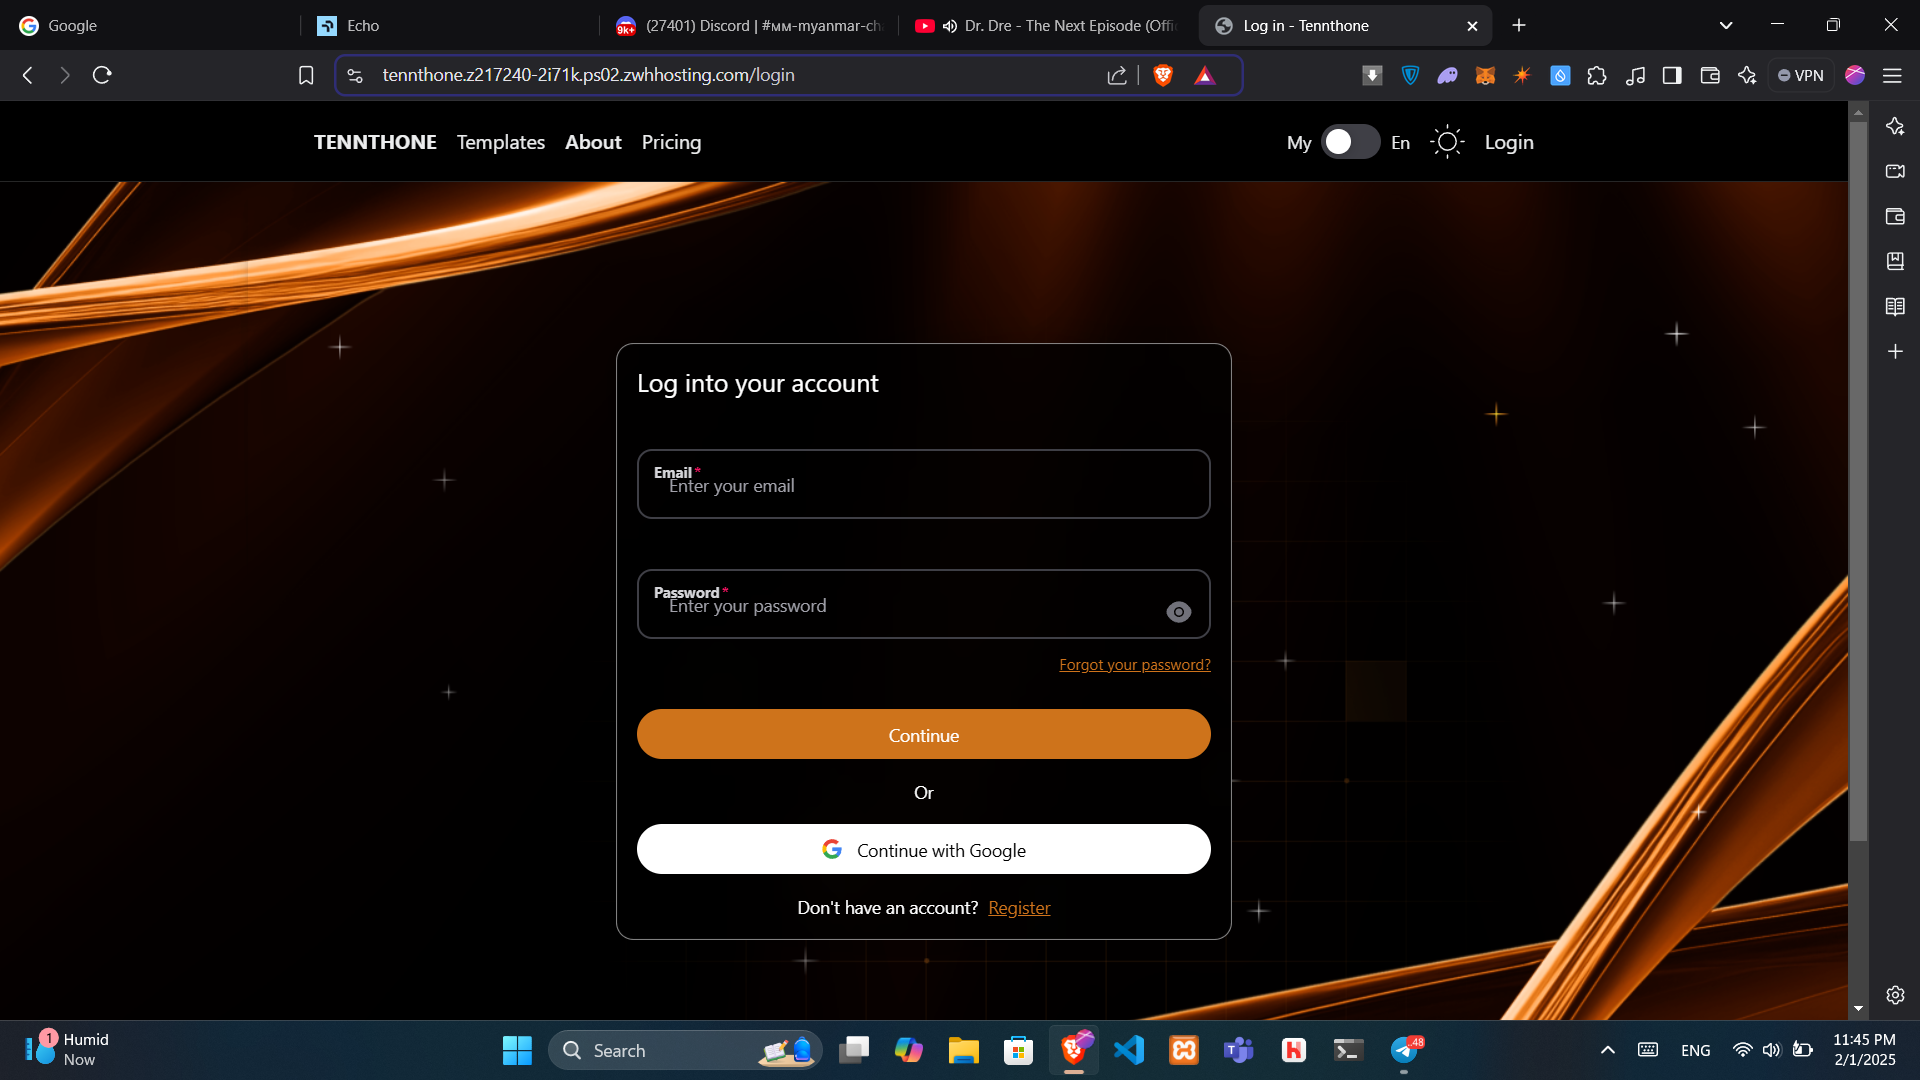 Google
Echo
9k+
(27401) Discord | #мм-myanmar-cha
Dr. Dre - The Next Episode (Offic
Log in - Tennthone
tennthone.z217240-2i71k.ps02.zwhhosting.com/login
VPN
TENNTHONE
Templates
About
Pricing
My
En
Login
Log into your account
Email*
Enter your email
Password*
Enter your password
Forgot your password?
Continue
Or
Continue with Google
Don't have an account? Register
1
Humid
Now
Search
T
H
48
ENG
11:45 PM
2/1/2025